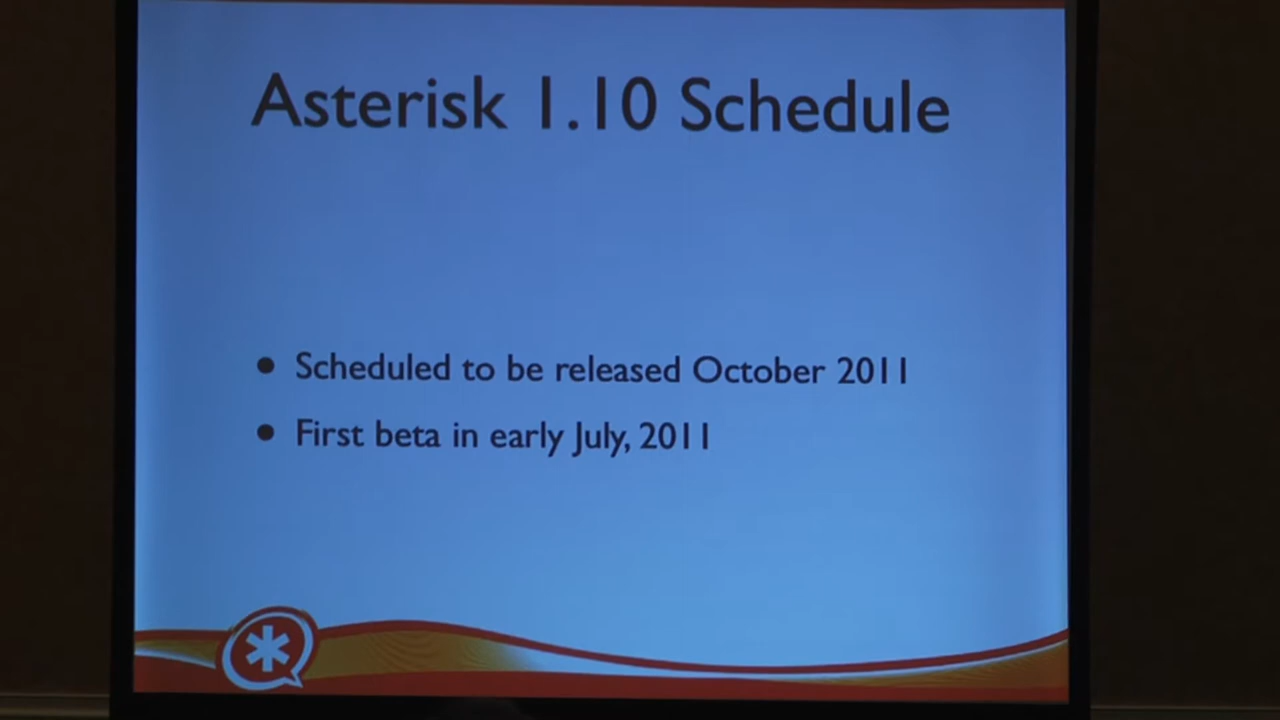 Asterisk 1.10 Schedule
• Scheduled to be released October 2011
• First beta in early July, 2011